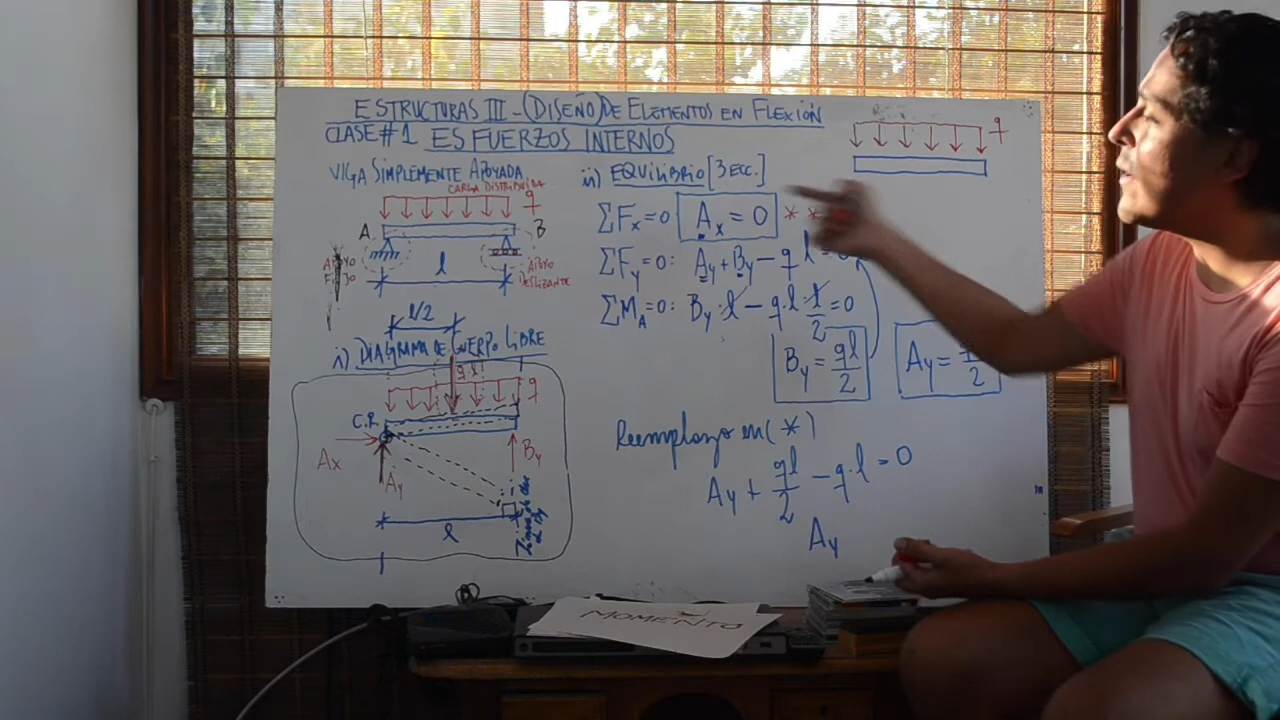 ESTRUCTURAS III - (DISEÑO) DE ELEMENTOS EN FLEXIÓN
CLASE #1 ESFUERZOS INTERNOS
VIGA SIMPLEMENTE APOYADA
CARGA DISTRIBUIDA
q
A
B
APOYO
FIJO
l
APOYO
DESLIZANTE
l/2
i) DIAGRAMA DE CUERPO LIBRE
q·l
q
C.R.
Ax
Ay
By
l
ii) EQUILIBRIO [3 ECC.]
ΣFx=0 Ax = 0 * *
ΣFy=0: Ay + By - q l =
ΣMA=0: By·l - q·l·l/2=0
By = ql/2
Ay = /2
Reemplazo en (*)
Ay + ql/2 - q·l = 0
Ay
q
MOMENTO